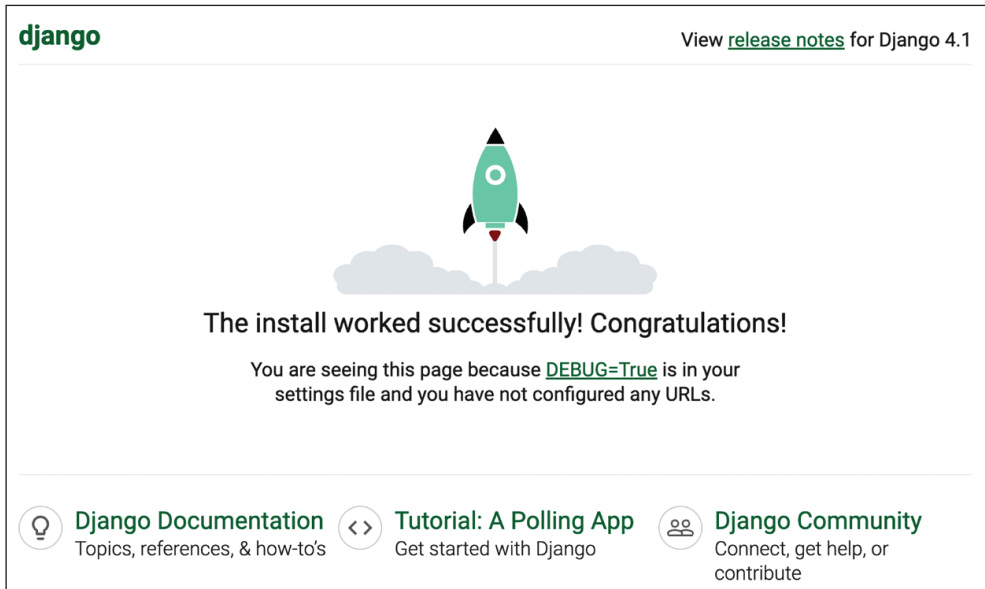 django
View release notes for Django 4.1
The install worked successfully! Congratulations!
You are seeing this page because DEBUG=True is in your
settings file and you have not configured any URLs.
Django Documentation
Topics, references, & how-to's
Tutorial: A Polling App
Get started with Django
Django Community
Connect, get help, or
contribute